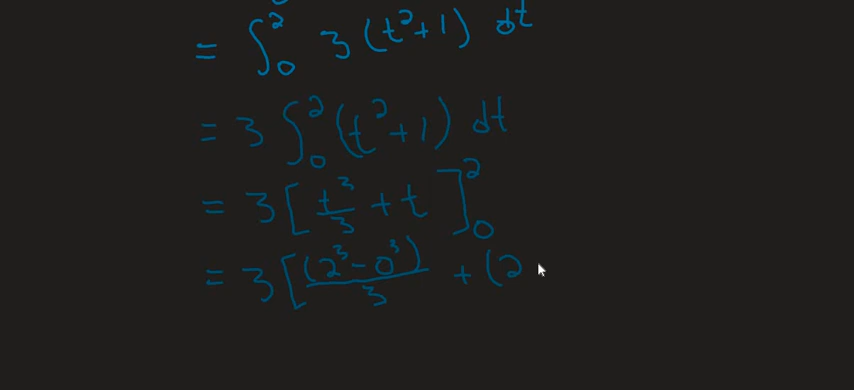 = ∫₀² 3 (t² + 1) dt
= 3 ∫₀² (t² + 1) dt
= 3 [ t³/3 + t ]₀²
= 3 [ (2³ - 0³)/3 + (2